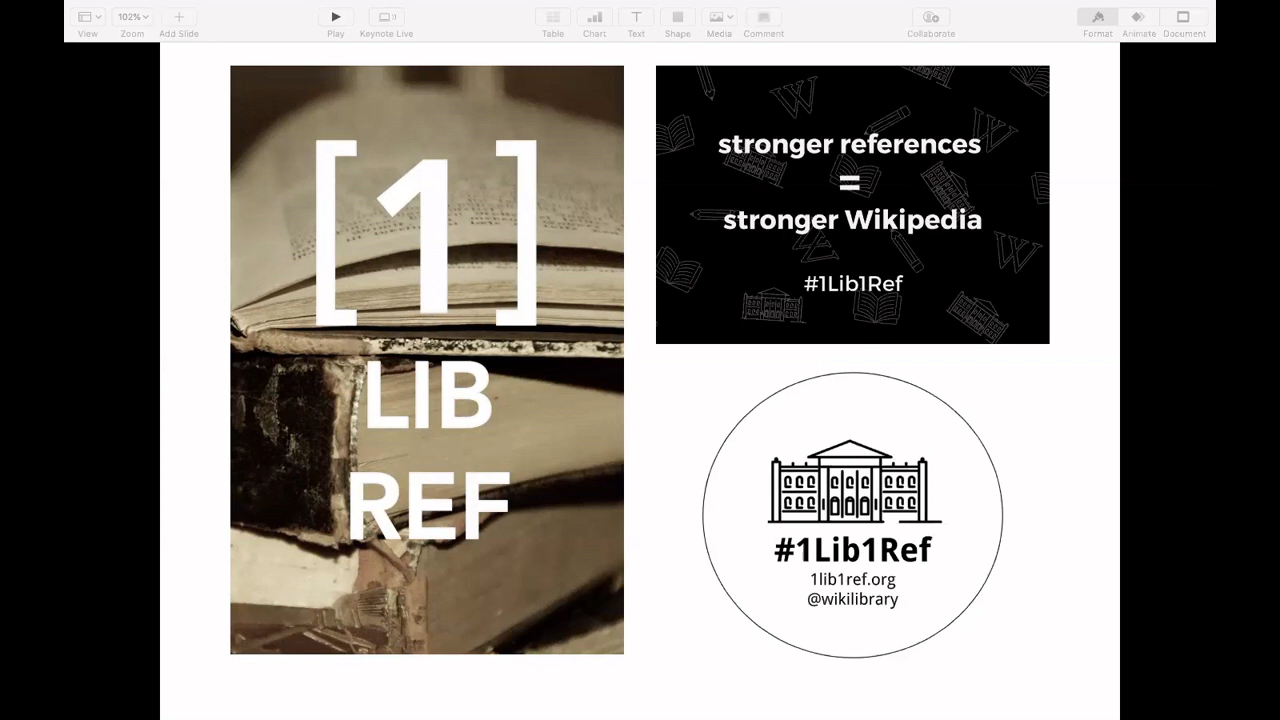 102%
View
Zoom
Add Slide
Play
Keynote Live
Table
Chart
Text
Shape
Media
Comment
Collaborate
Format
Animate
Document
[1]
LIB
REF
stronger references
=
stronger Wikipedia
#1Lib1Ref
#1Lib1Ref
1lib1ref.org
@wikilibrary